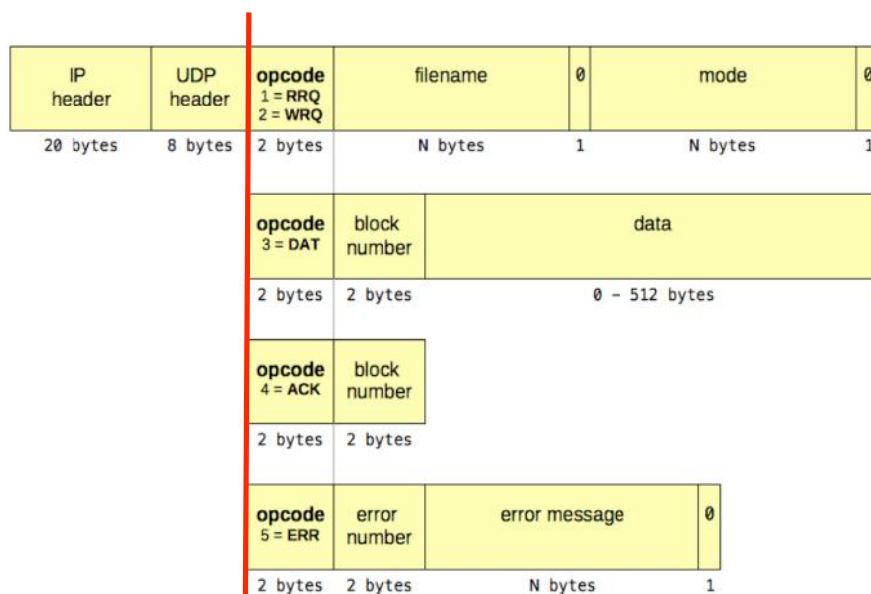 IP header
UDP header
opcode 1 = RRQ 2 = WRQ
filename
0
mode
0
20 bytes
8 bytes
2 bytes
N bytes
1
N bytes
1
opcode 3 = DAT
block number
data
2 bytes
2 bytes
0 - 512 bytes
opcode 4 = ACK
block number
2 bytes
2 bytes
opcode 5 = ERR
error number
error message
0
2 bytes
2 bytes
N bytes
1